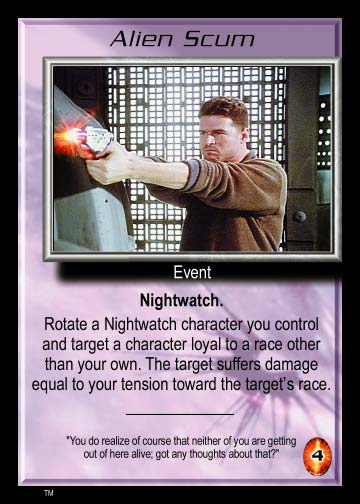 Alien Scum
Event
Nightwatch.
Rotate a Nightwatch character you control
and target a character loyal to a race other
than your own. The target suffers damage
equal to your tension toward the target's race.
"You do realize of course that neither of you are getting
out of here alive; got any thoughts about that?"
4
TM